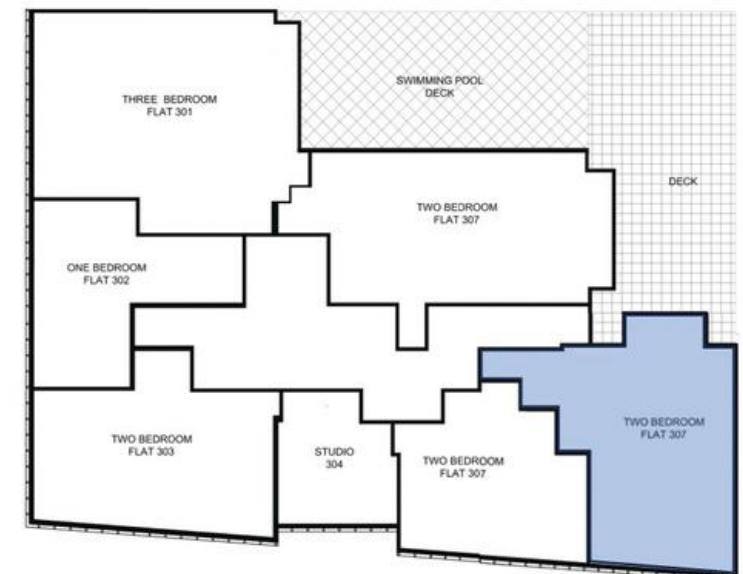 SWIMMING POOL
DECK
THREE BEDROOM
FLAT 301
DECK
TWO BEDROOM
FLAT 307
ONE BEDROOM
FLAT 302
TWO BEDROOM
FLAT 307
TWO BEDROOM
FLAT 303
STUDIO
304
TWO BEDROOM
FLAT 307